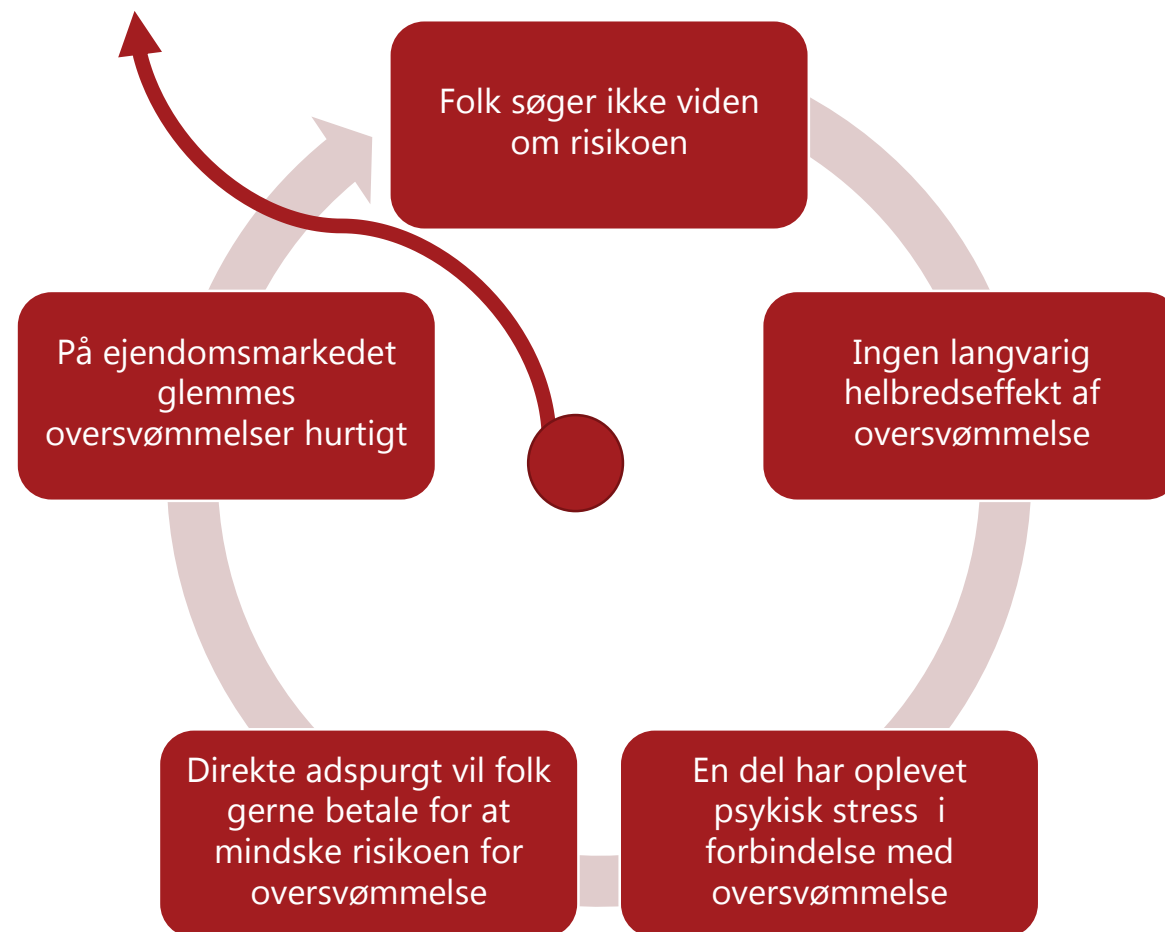 Folk søger ikke viden
om risikoen
Ingen langvarig
helbredseffekt af
oversvømmelse
En del har oplevet
psykisk stress i
forbindelse med
oversvømmelse
Direkte adspurgt vil folk
gerne betale for at
mindske risikoen for
oversvømmelse
På ejendomsmarkedet
glemmes
oversvømmelser hurtigt